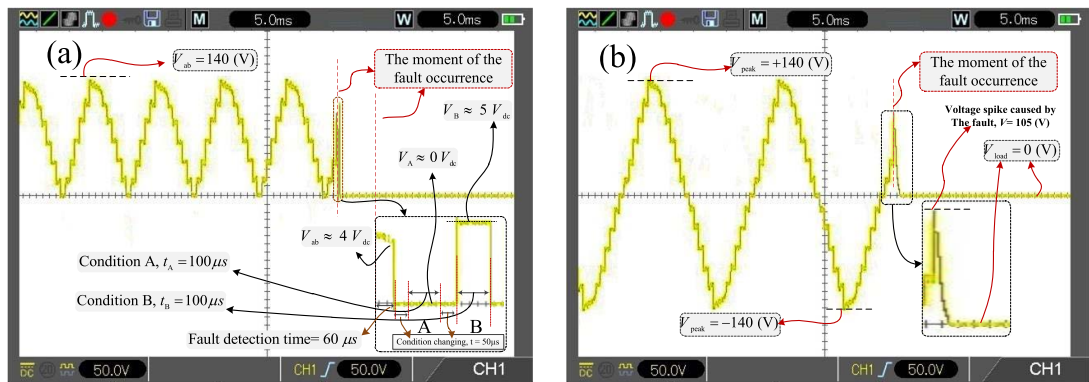 M 5.0ms W 5.0ms
(a)
V_ab = 140 (V)
The moment of the
fault occurrence
V_B ≈ 5 V_dc
V_A ≈ 0 V_dc
V_ab ≈ 4 V_dc
Condition A, t_A = 100μs
Condition B, t_B = 100μs
A B
Fault detection time= 60 μs
Condition changing, t = 50μs
DC 50.0V CH1 50.0V CH1
M 5.0ms W 5.0ms
(b)
V_peak = +140 (V)
The moment of the
fault occurrence
Voltage spike caused by
The fault, V= 105 (V)
V_load = 0 (V)
V_peak = −140 (V)
DC 50.0V CH1 50.0V CH1